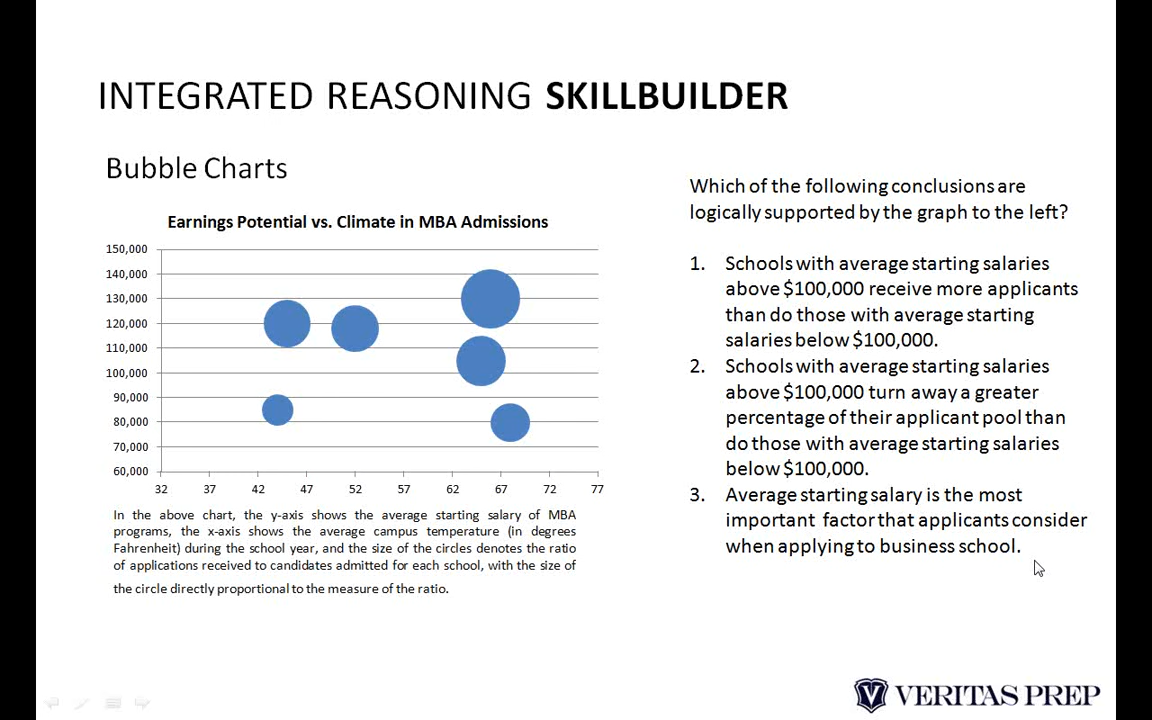 INTEGRATED REASONING SKILLBUILDER
Bubble Charts
Earnings Potential vs. Climate in MBA Admissions
150,000
140,000
130,000
120,000
110,000
100,000
90,000
80,000
70,000
60,000
32 37 42 47 52 57 62 67 72 77
In the above chart, the y-axis shows the average starting salary of MBA
programs, the x-axis shows the average campus temperature (in degrees
Fahrenheit) during the school year, and the size of the circles denotes the ratio
of applications received to candidates admitted for each school, with the size of
the circle directly proportional to the measure of the ratio.
Which of the following conclusions are
logically supported by the graph to the left?
1. Schools with average starting salaries
above $100,000 receive more applicants
than do those with average starting
salaries below $100,000.
2. Schools with average starting salaries
above $100,000 turn away a greater
percentage of their applicant pool than
do those with average starting salaries
below $100,000.
3. Average starting salary is the most
important factor that applicants consider
when applying to business school.
V VERITAS PREP